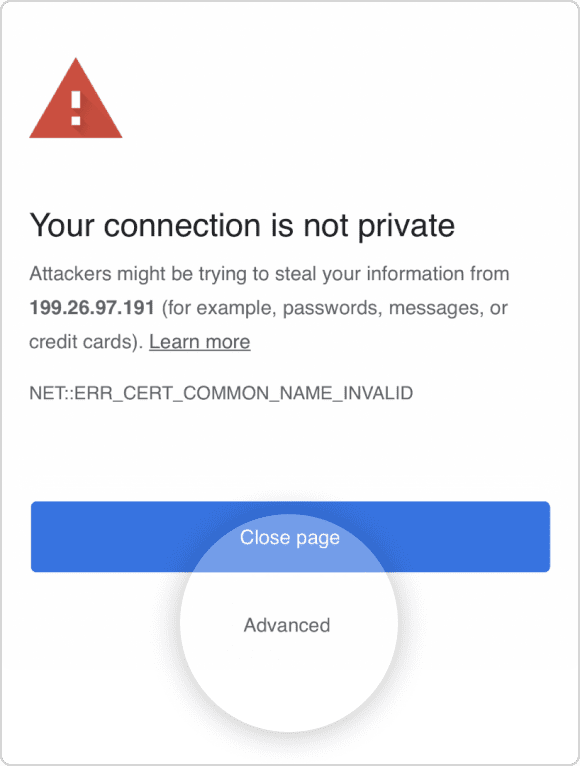 Your connection is not private
Attackers might be trying to steal your information from
199.26.97.191 (for example, passwords, messages, or
credit cards). Learn more
NET::ERR_CERT_COMMON_NAME_INVALID
Close page
Advanced